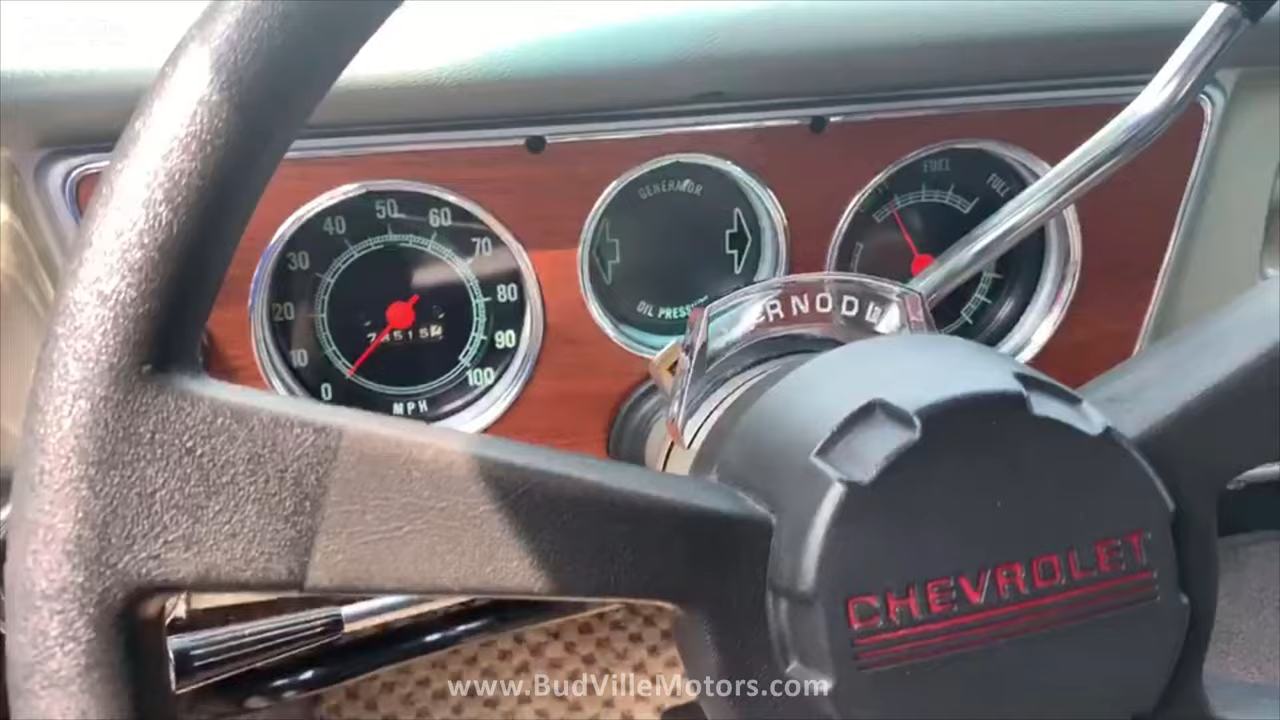 GENERATOR
FUEL
FULL
0 10 20 30 40 50 60 70 80 90 100
MPH
OIL PRESSURE
RNODL
CHEVROLET
www.BudVilleMotors.com